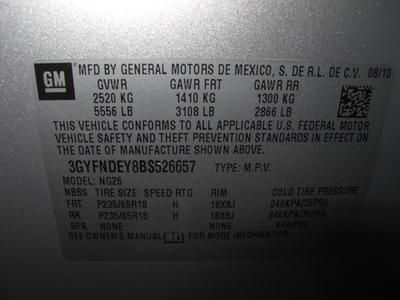 GM
MFD BY GENERAL MOTORS DE MEXICO, S. DE R.L. DE C.V. 08/10
GVWR GAWR FRT GAWR RR
2520 KG 1410 KG 1300 KG
5556 LB 3108 LB 2866 LB
THIS VEHICLE CONFORMS TO ALL APPLICABLE U.S. FEDERAL MOTOR
VEHICLE SAFETY AND THEFT PREVENTION STANDARDS IN EFFECT ON
THE DATE OF MANUFACTURE SHOWN ABOVE.
3GYFNDEY8BS526657 TYPE: M.P.V.
MODEL: NG26
NBBS TIRE SIZE SPEED RTG RIM COLD TIRE PRESSURE
FRT P235/65R18 H 18X8J 240KPA(35PSI)
RR P235/65R18 H 18X8J 240KPA(35PSI)
SPA NONE KPA(PSI)
SEE OWNER'S MANUAL FOR ADDITIONAL INFORMATION.